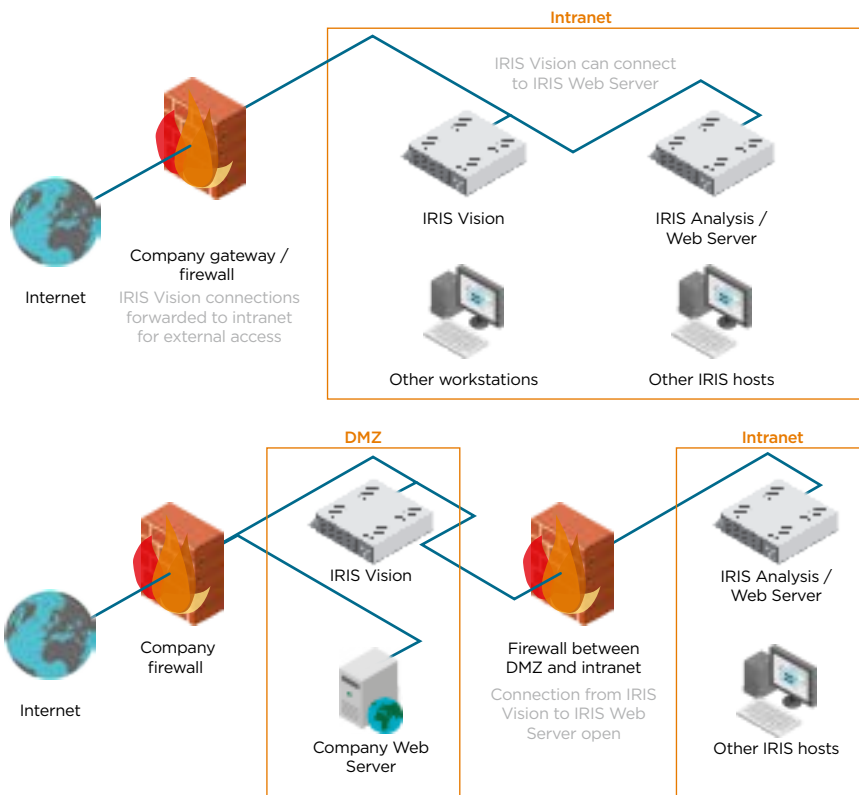 Intranet
IRIS Vision can connect
to IRIS Web Server
IRIS Vision
IRIS Analysis /
Web Server
Company gateway /
firewall
Internet
IRIS Vision connections
forwarded to intranet
for external access
Other workstations
Other IRIS hosts
DMZ
Intranet
IRIS Vision
IRIS Analysis /
Web Server
Company
firewall
Firewall between
DMZ and intranet
Internet
Connection from IRIS
Vision to IRIS Web
Server open
Company Web
Server
Other IRIS hosts